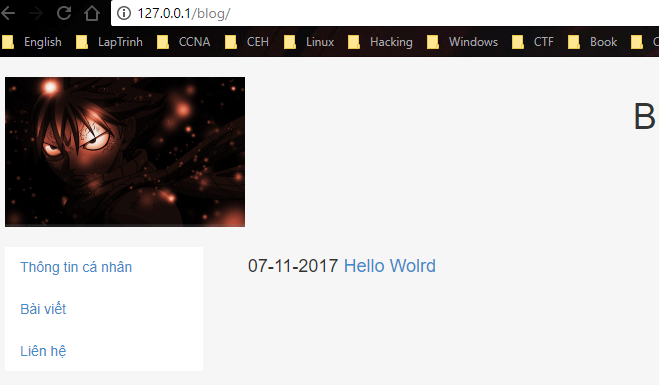 127.0.0.1/blog/
English LapTrinh CCNA CEH Linux Hacking Windows CTF Book
B
Thông tin cá nhân
07-11-2017 Hello Wolrd
Bài viết
Liên hệ